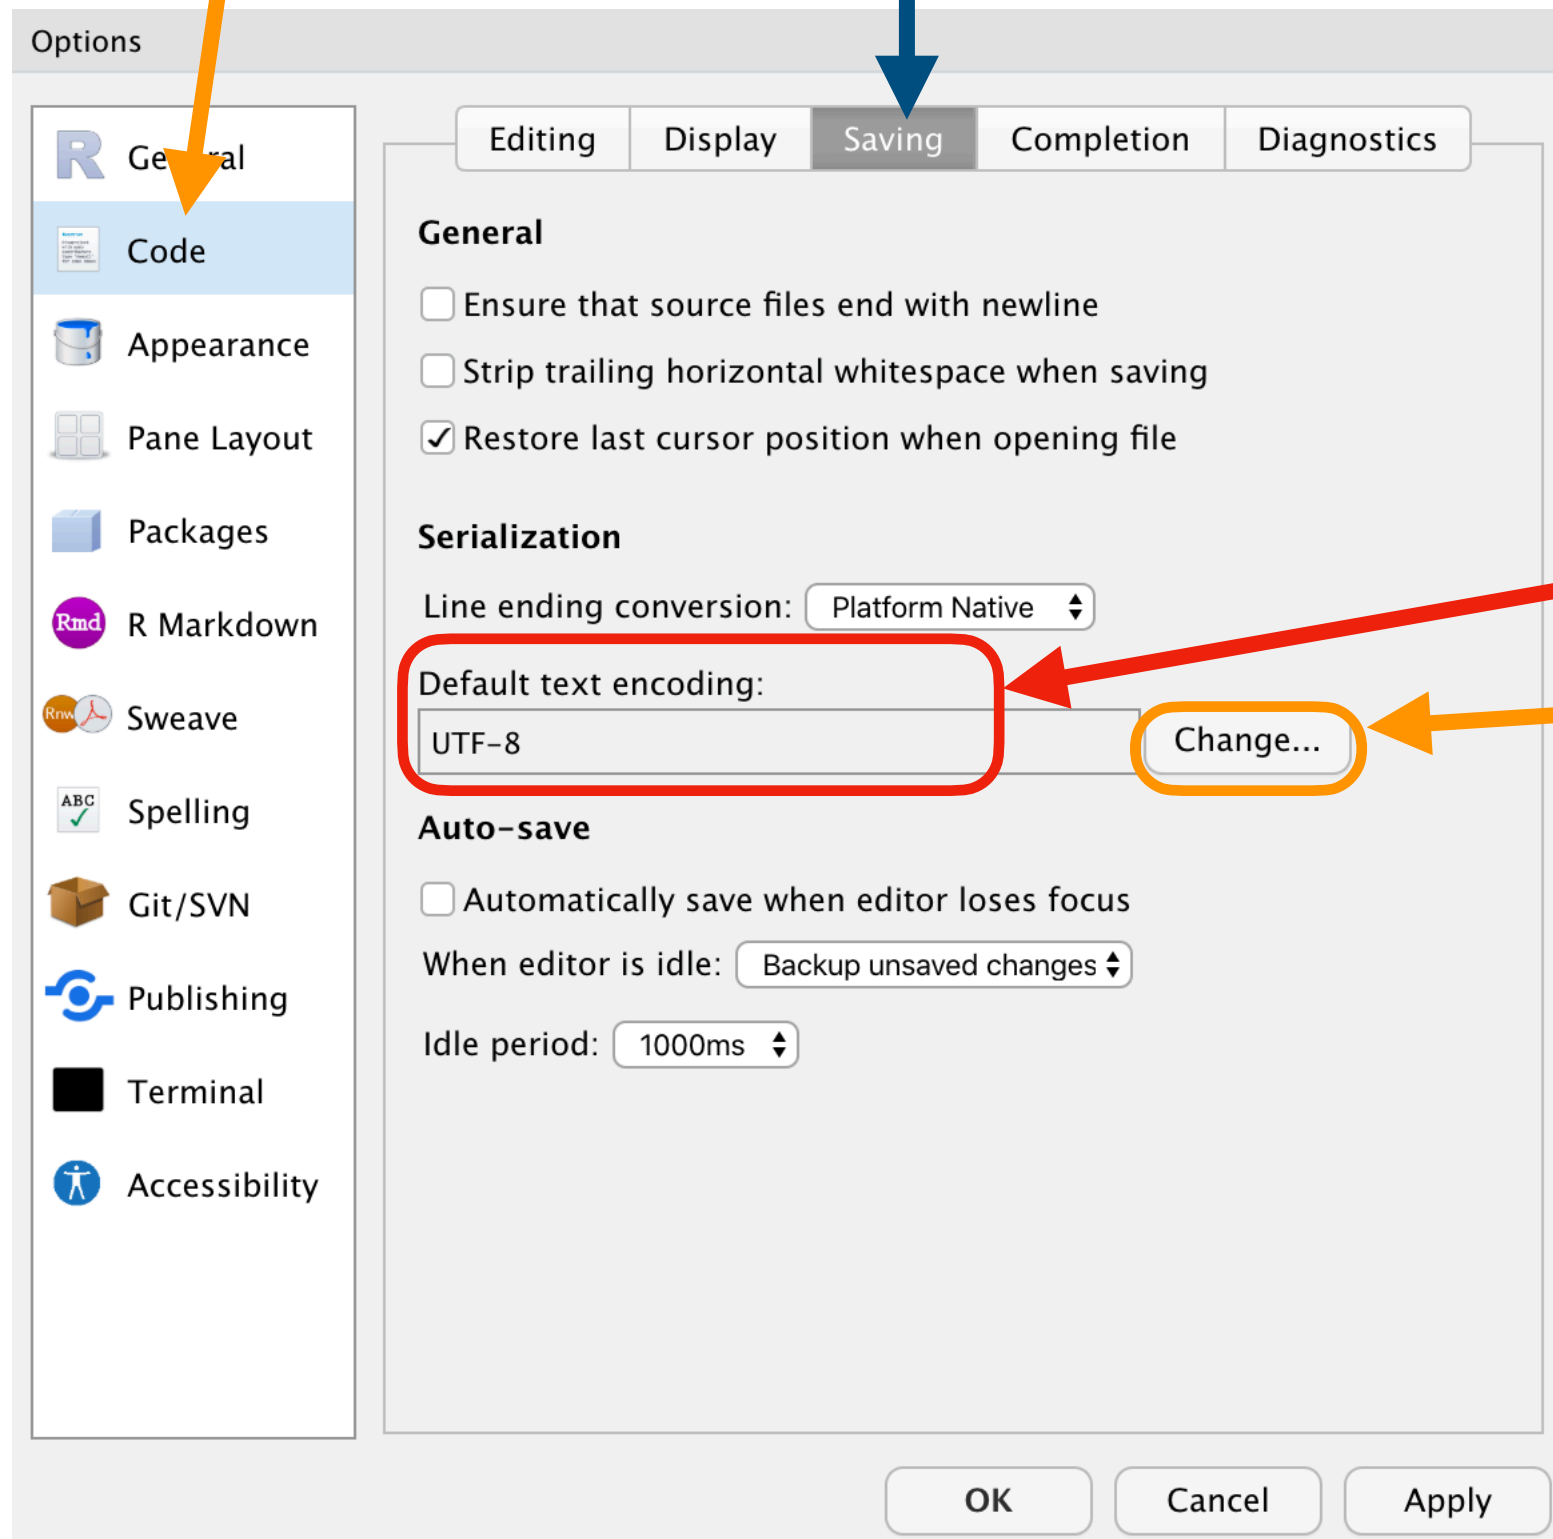 Options
General
Code
Appearance
Pane Layout
Packages
Rmd R Markdown
Rnw Sweave
ABC Spelling
Git/SVN
Publishing
Terminal
Accessibility
Editing Display Saving Completion Diagnostics
General
Ensure that source files end with newline
Strip trailing horizontal whitespace when saving
Restore last cursor position when opening file
Serialization
Line ending conversion: Platform Native
Default text encoding:
UTF-8 Change...
Auto-save
Automatically save when editor loses focus
When editor is idle: Backup unsaved changes
Idle period: 1000ms
OK Cancel Apply